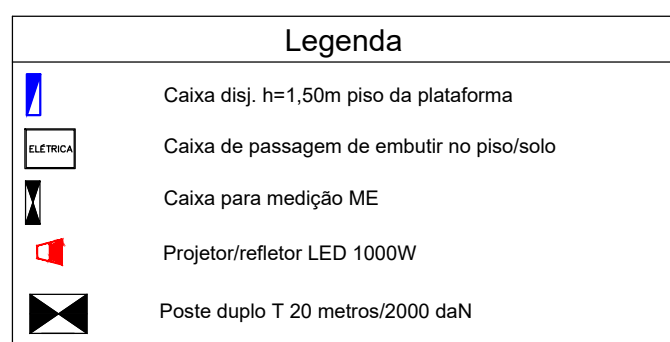 Legenda
Caixa disj. h=1,50m piso da plataforma
ELÉTRICA
Caixa de passagem de embutir no piso/solo
Caixa para medição ME
Projetor/refletor LED 1000W
Poste duplo T 20 metros/2000 daN